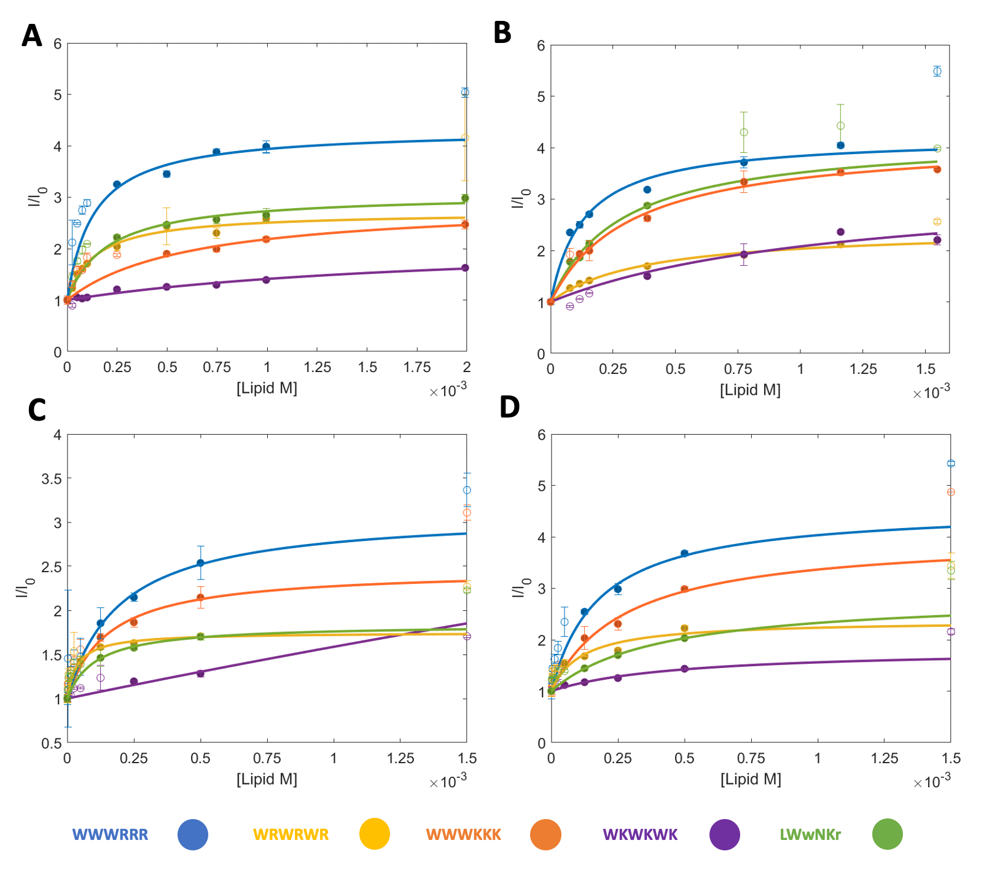 A
6
5
4
3
2
1
0
I/I0
0 0.25 0.5 0.75 1 1.25 1.5 1.75 2
[Lipid M] ×10-3
B
6
5
4
3
2
1
0
I/I0
0 0.25 0.5 0.75 1 1.25 1.5
[Lipid M] ×10-3
C
4
3.5
3
2.5
2
1.5
1
0.5
I/I0
0 0.25 0.5 0.75 1 1.25 1.5
[Lipid M] ×10-3
D
6
5
4
3
2
1
0
I/I0
0 0.25 0.5 0.75 1 1.25 1.5
[Lipid M] ×10-3
WWWRRR WRWRWR WWWKKK WKWKWK LWwNKr